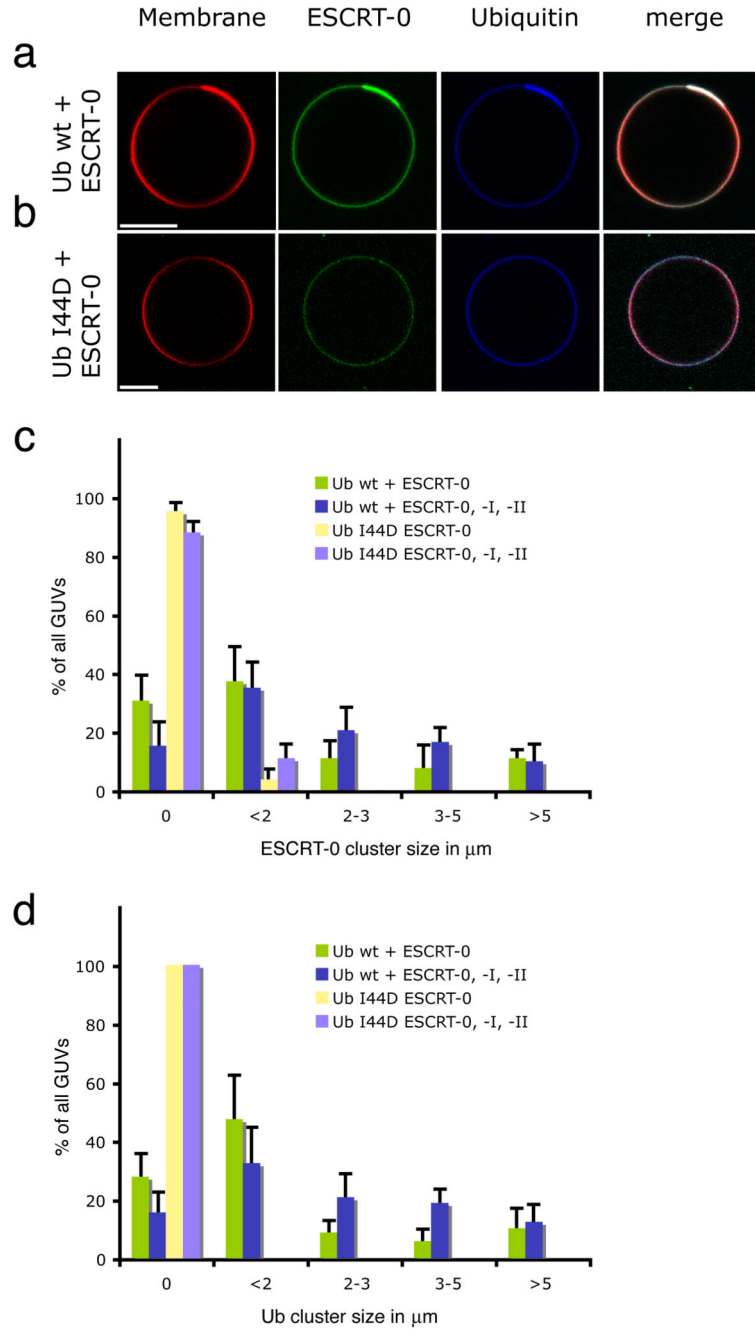 Membrane ESCRT-0 Ubiquitin merge
a
Ub wt +
ESCRT-0
b
Ub I44D +
ESCRT-0
c
Ub wt + ESCRT-0
Ub wt + ESCRT-0, -I, -II
Ub I44D ESCRT-0
Ub I44D ESCRT-0, -I, -II
% of all GUVs
100
80
60
40
20
0
0 <2 2-3 3-5 >5
ESCRT-0 cluster size in μm
d
Ub wt + ESCRT-0
Ub wt + ESCRT-0, -I, -II
Ub I44D ESCRT-0
Ub I44D ESCRT-0, -I, -II
% of all GUVs
100
80
60
40
20
0
0 <2 2-3 3-5 >5
Ub cluster size in μm